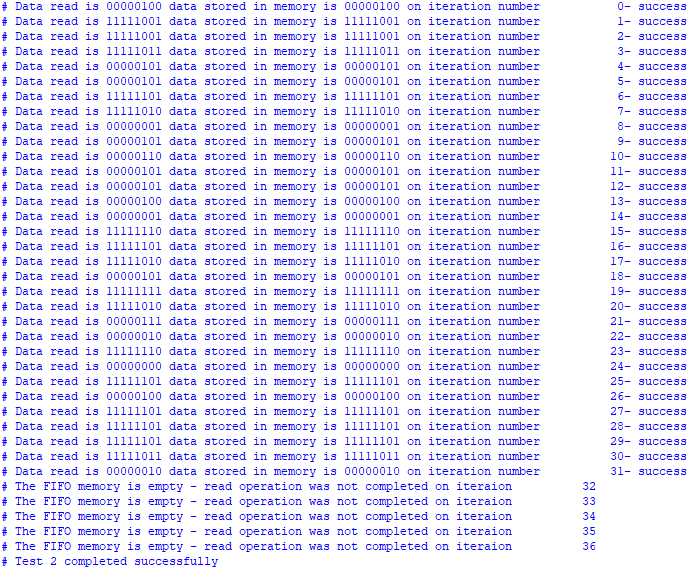 # Data read is 00000100 data stored in memory is 00000100 on iteration number 0- success
# Data read is 11111001 data stored in memory is 11111001 on iteration number 1- success
# Data read is 11111001 data stored in memory is 11111001 on iteration number 2- success
# Data read is 11111011 data stored in memory is 11111011 on iteration number 3- success
# Data read is 00000101 data stored in memory is 00000101 on iteration number 4- success
# Data read is 00000101 data stored in memory is 00000101 on iteration number 5- success
# Data read is 11111101 data stored in memory is 11111101 on iteration number 6- success
# Data read is 11111010 data stored in memory is 11111010 on iteration number 7- success
# Data read is 00000001 data stored in memory is 00000001 on iteration number 8- success
# Data read is 00000101 data stored in memory is 00000101 on iteration number 9- success
# Data read is 00000110 data stored in memory is 00000110 on iteration number 10- success
# Data read is 00000101 data stored in memory is 00000101 on iteration number 11- success
# Data read is 00000101 data stored in memory is 00000101 on iteration number 12- success
# Data read is 00000100 data stored in memory is 00000100 on iteration number 13- success
# Data read is 00000001 data stored in memory is 00000001 on iteration number 14- success
# Data read is 11111110 data stored in memory is 11111110 on iteration number 15- success
# Data read is 11111101 data stored in memory is 11111101 on iteration number 16- success
# Data read is 11111010 data stored in memory is 11111010 on iteration number 17- success
# Data read is 00000101 data stored in memory is 00000101 on iteration number 18- success
# Data read is 11111111 data stored in memory is 11111111 on iteration number 19- success
# Data read is 11111010 data stored in memory is 11111010 on iteration number 20- success
# Data read is 00000111 data stored in memory is 00000111 on iteration number 21- success
# Data read is 00000010 data stored in memory is 00000010 on iteration number 22- success
# Data read is 11111110 data stored in memory is 11111110 on iteration number 23- success
# Data read is 00000000 data stored in memory is 00000000 on iteration number 24- success
# Data read is 11111101 data stored in memory is 11111101 on iteration number 25- success
# Data read is 00000100 data stored in memory is 00000100 on iteration number 26- success
# Data read is 11111101 data stored in memory is 11111101 on iteration number 27- success
# Data read is 11111101 data stored in memory is 11111101 on iteration number 28- success
# Data read is 11111101 data stored in memory is 11111101 on iteration number 29- success
# Data read is 11111011 data stored in memory is 11111011 on iteration number 30- success
# Data read is 00000010 data stored in memory is 00000010 on iteration number 31- success
# The FIFO memory is empty - read operation was not completed on iteraion 32
# The FIFO memory is empty - read operation was not completed on iteraion 33
# The FIFO memory is empty - read operation was not completed on iteraion 34
# The FIFO memory is empty - read operation was not completed on iteraion 35
# The FIFO memory is empty - read operation was not completed on iteraion 36
# Test 2 completed successfully